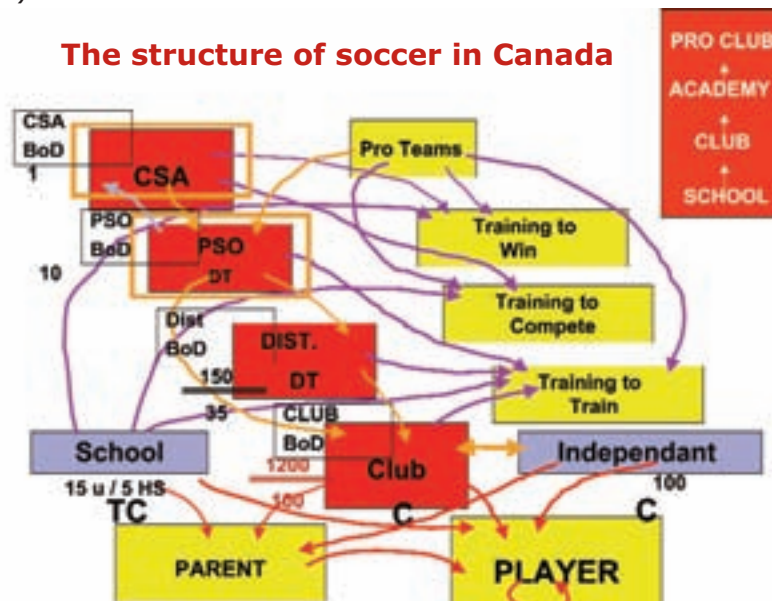 The structure of soccer in Canada
PRO CLUB
ACADEMY
CLUB
SCHOOL
CSA
BoD
1
CSA
Pro Teams
PSO
BoD
PSO
DT
10
Training to
Win
Training to
Compete
Dist
BoD
DIST.
DT
150
35
Training to
Train
CLUB
BoD
Club
C
1200
100
School
15 u / 5 HS
TC
Independant
100
C
PARENT
PLAYER